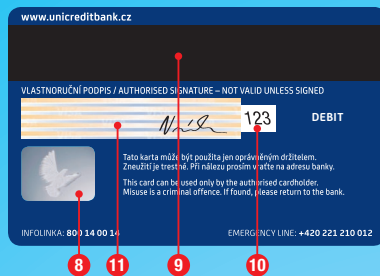 www.unicreditbank.cz
VLASTNORUČNÍ PODPIS / AUTHORISED SIGNATURE – NOT VALID UNLESS SIGNED
123
DEBIT
Tato karta může být použita jen oprávněným držitelem.
Zneužití je trestné. Při nálezu prosím vraťte na adresu banky.
This card can be used only by the authorised cardholder.
Misuse is a criminal offence. If found, please return to the bank.
INFOLINKA: 800 14 00 14
EMERGENCY LINE: +420 221 210 012
8
11
9
10